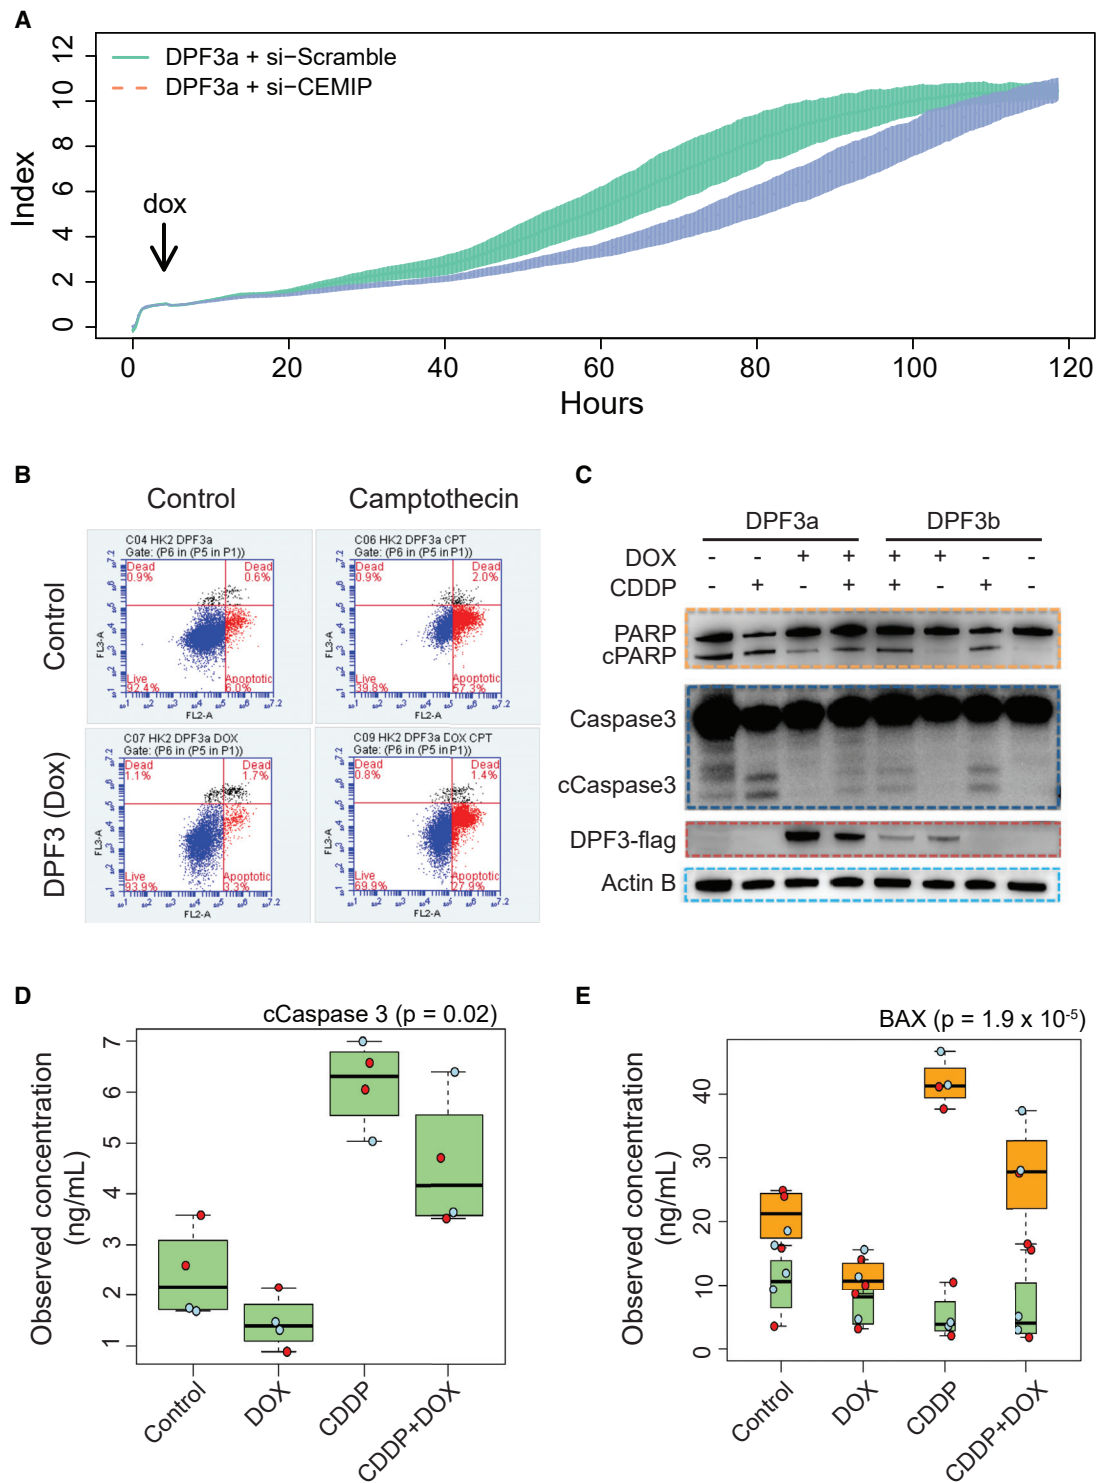 A
12
10
8
6
4
2
0
Index
DPF3a + si−Scramble
DPF3a + si−CEMIP
dox
0 20 40 60 80 100 120
Hours
B
Control Camptothecin
Control
C04 HK2 DPF3a
Gate: (P6 in (P5 in P1))
Dead
0.9%
Dead
0.6%
Live
92.4%
Apoptotic
6.0%
FL3-A
FL2-A
C06 HK2 DPF3a CPT
Gate: (P6 in (P5 in P1))
Dead
0.9%
Dead
2.0%
Live
39.8%
Apoptotic
57.3%
FL3-A
FL2-A
DPF3 (Dox)
C07 HK2 DPF3a DOX
Gate: (P6 in (P5 in P1))
Dead
1.1%
Dead
1.7%
Live
93.9%
Apoptotic
3.3%
FL3-A
FL2-A
C09 HK2 DPF3a DOX CPT
Gate: (P6 in (P5 in P1))
Dead
0.8%
Dead
1.4%
Live
69.9%
Apoptotic
27.9%
FL3-A
FL2-A
C
DPF3a DPF3b
DOX - - + + + + - -
CDDP - + - + + - + -
PARP
cPARP
Caspase3
cCaspase3
DPF3-flag
Actin B
D
cCaspase 3 (p = 0.02)
Observed concentration
(ng/mL)
7
6
5
4
3
2
1
Control
DOX
CDDP
CDDP+DOX
E
BAX (p = 1.9 x 10-5)
Observed concentration
(ng/mL)
40
30
20
10
0
Control
DOX
CDDP
CDDP+DOX